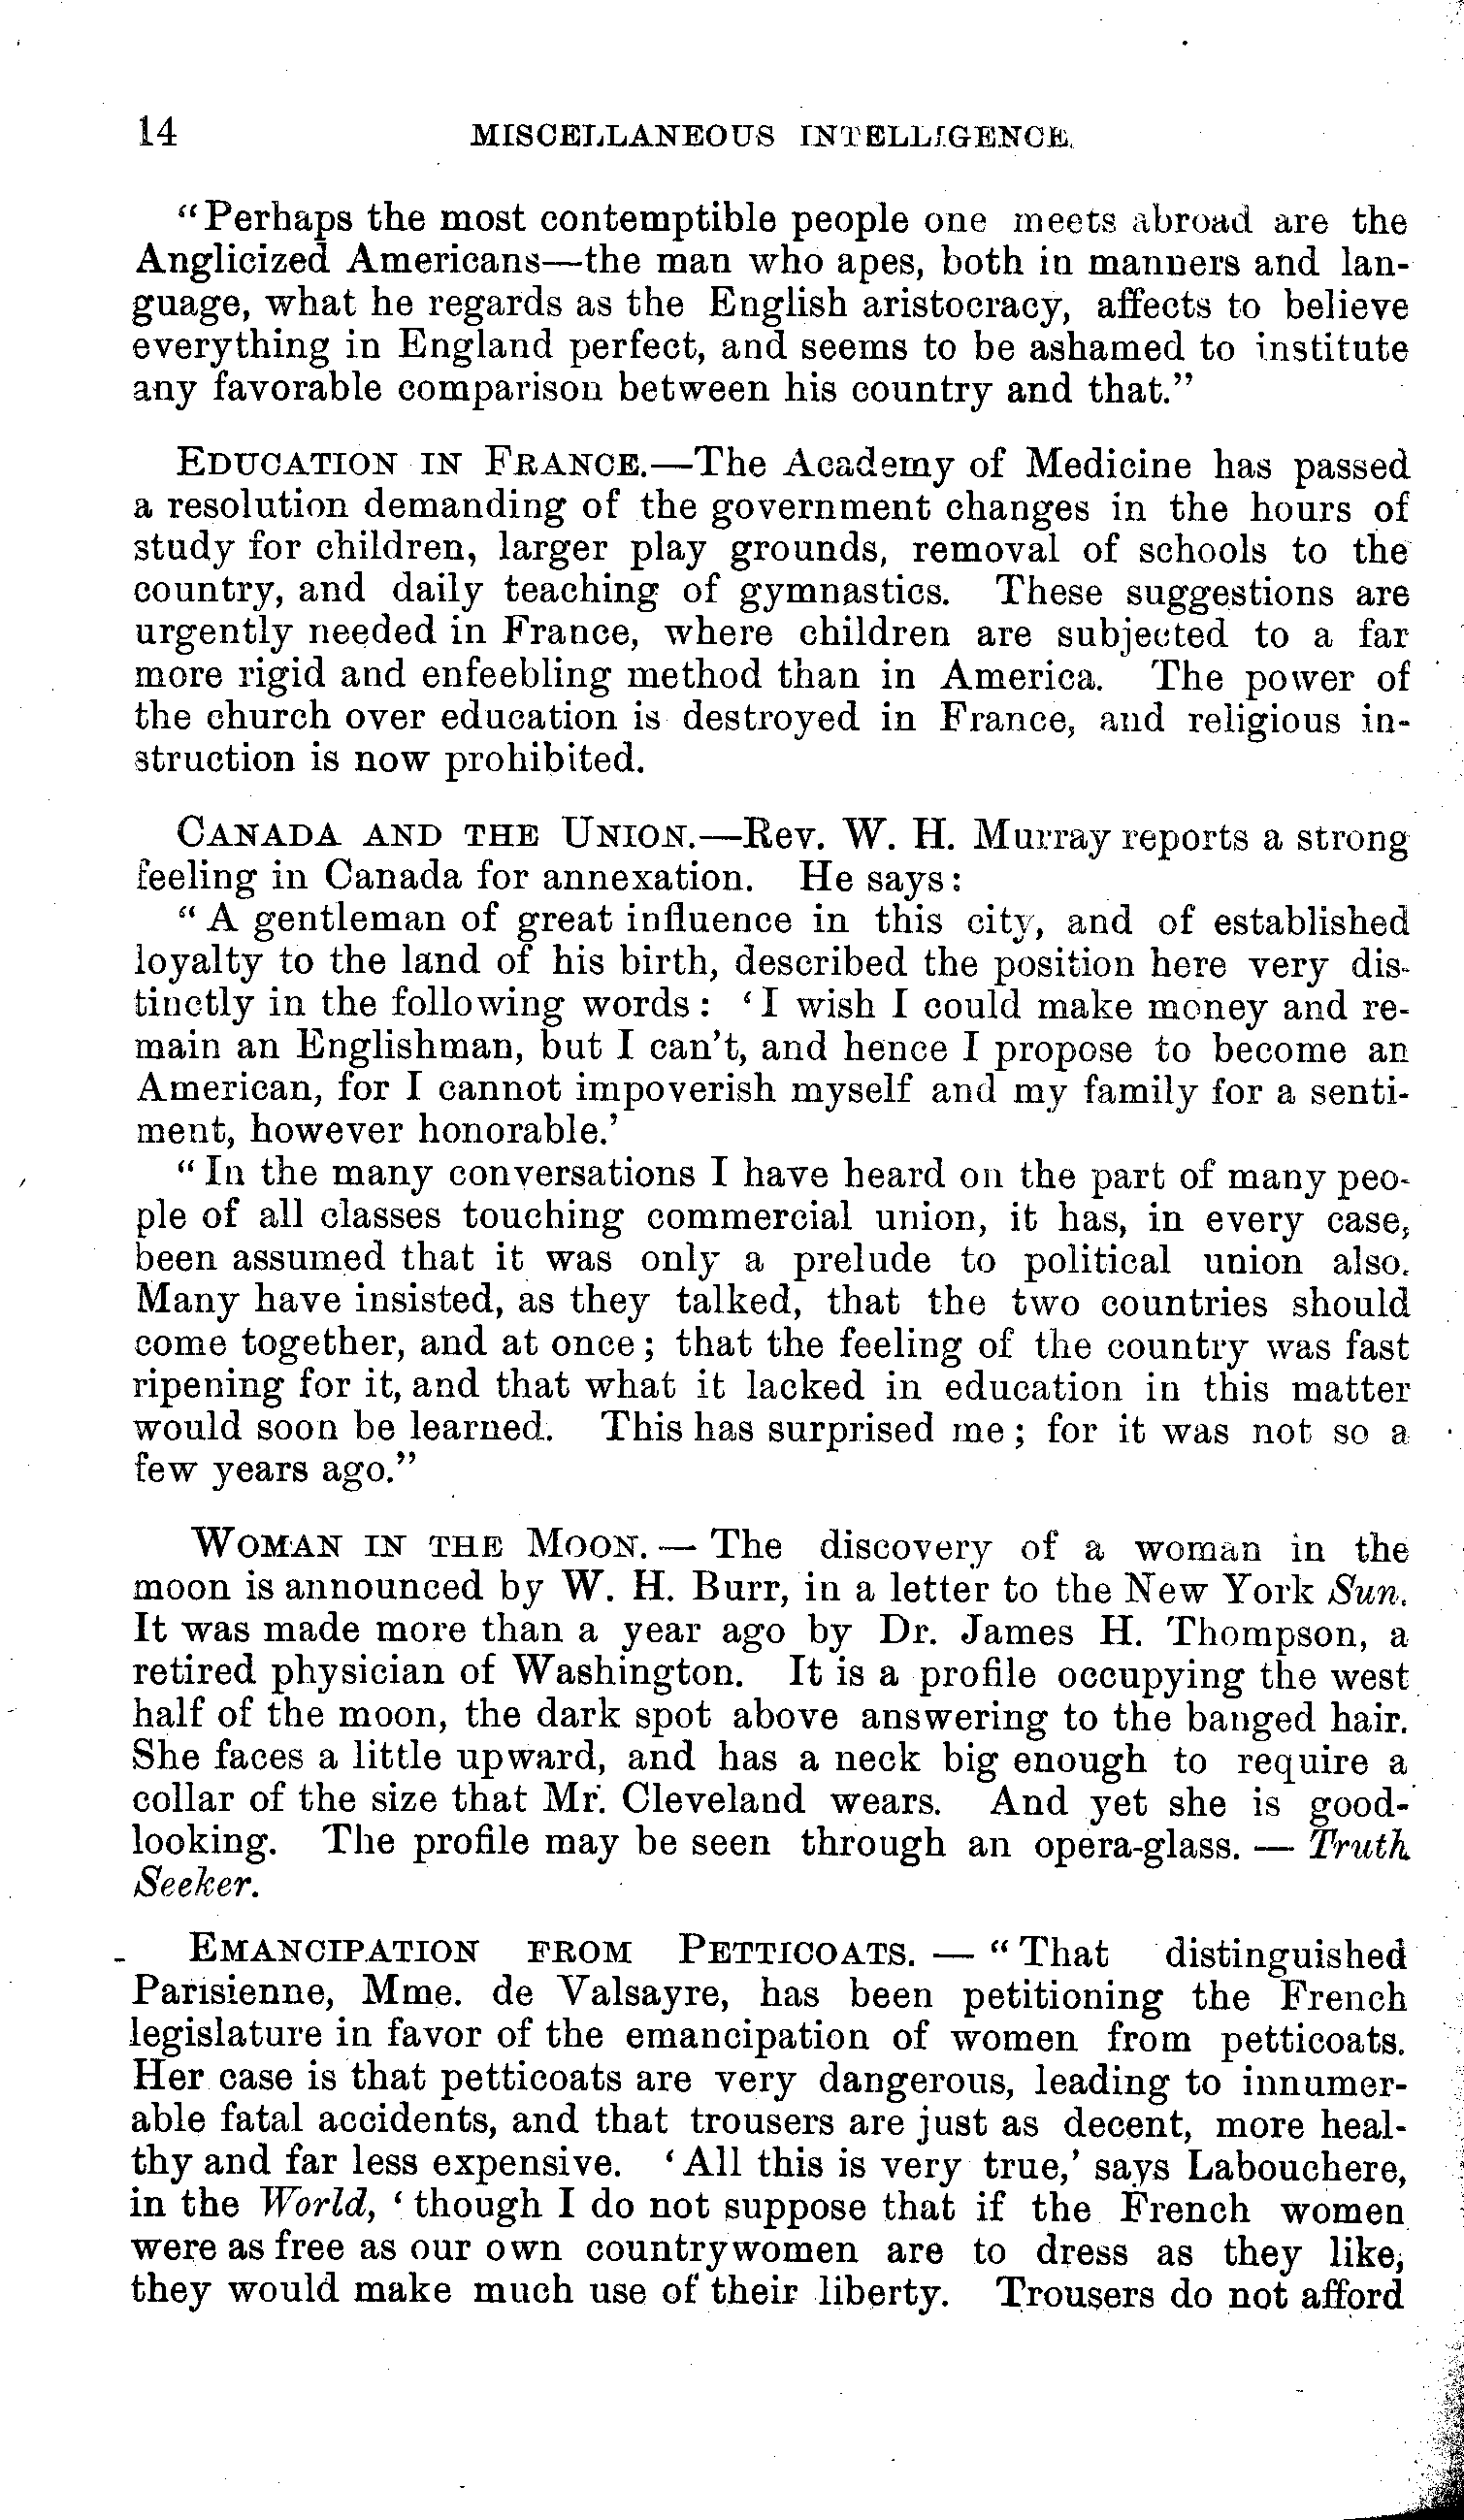 14 MISCELLANEOUS INTELLIGENCE.
"Perhaps the most contemptible people one meets abroad are the
Anglicized Americans—the man who apes, both in manners and lan-
guage, what he regards as the English aristocracy, affects to believe
everything in England perfect, and seems to be ashamed to institute
any favorable comparison between his country and that."
EDUCATION IN FRANCE.—The Academy of Medicine has passed
a resolution demanding of the government changes in the hours of
study for children, larger play grounds, removal of schools to the
country, and daily teaching of gymnastics. These suggestions are
urgently needed in France, where children are subjected to a far
more rigid and enfeebling method than in America. The power of
the church over education is destroyed in France, and religious in-
struction is now prohibited.
CANADA AND THE UNION.—Rev. W. H. Murray reports a strong
feeling in Canada for annexation. He says:
"A gentleman of great influence in this city, and of established
loyalty to the land of his birth, described the position here very dis-
tinctly in the following words: 'I wish I could make money and re-
main an Englishman, but I can't, and hence I propose to become an
American, for I cannot impoverish myself and my family for a senti-
ment, however honorable.'
"In the many conversations I have heard on the part of many peo-
ple of all classes touching commercial union, it has, in every case,
been assumed that it was only a prelude to political union also.
Many have insisted, as they talked, that the two countries should
come together, and at once; that the feeling of the country was fast
ripening for it, and that what it lacked in education in this matter
would soon be learned. This has surprised me; for it was not so a
few years ago."
WOMAN IN THE MOON. — The discovery of a woman in the
moon is announced by W. H. Burr, in a letter to the New York Sun.
It was made more than a year ago by Dr. James H. Thompson, a
retired physician of Washington. It is a profile occupying the west
half of the moon, the dark spot above answering to the banged hair.
She faces a little upward, and has a neck big enough to require a
collar of the size that Mr. Cleveland wears. And yet she is good-
looking. The profile may be seen through an opera-glass. — Truth
Seeker.
EMANCIPATION FROM PETTICOATS. — "That distinguished
Parisienne, Mme. de Valsayre, has been petitioning the French
legislature in favor of the emancipation of women from petticoats.
Her case is that petticoats are very dangerous, leading to innumer-
able fatal accidents, and that trousers are just as decent, more heal-
thy and far less expensive. 'All this is very true,' says Labouchere,
in the World, 'though I do not suppose that if the French women
were as free as our own countrywomen are to dress as they like,
they would make much use of their liberty. Trousers do not afford